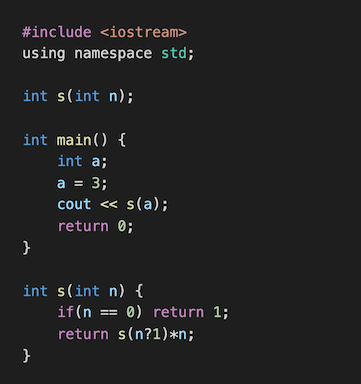 #include <iostream>
using namespace std;
int s(int n);
int main() {
int a;
a = 3;
cout << s(a);
return 0;
}
int s(int n) {
if(n == 0) return 1;
return s(n?1)*n;
}